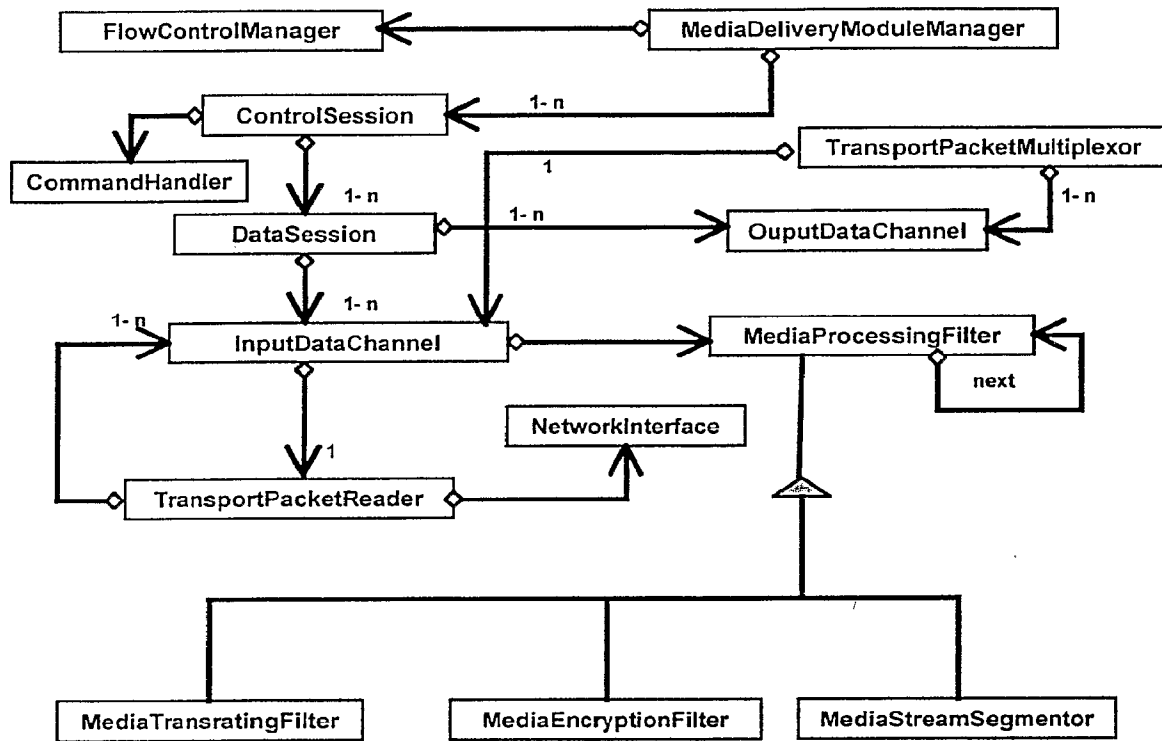 FlowControlManager
MediaDeliveryModuleManager
1- n
ControlSession
TransportPacketMultiplexor
1
CommandHandler
1- n
1- n
1- n
DataSession
OuputDataChannel
1- n
1- n
InputDataChannel
MediaProcessingFilter
next
NetworkInterface
1
TransportPacketReader
MediaTransratingFilter
MediaEncryptionFilter
MediaStreamSegmentor